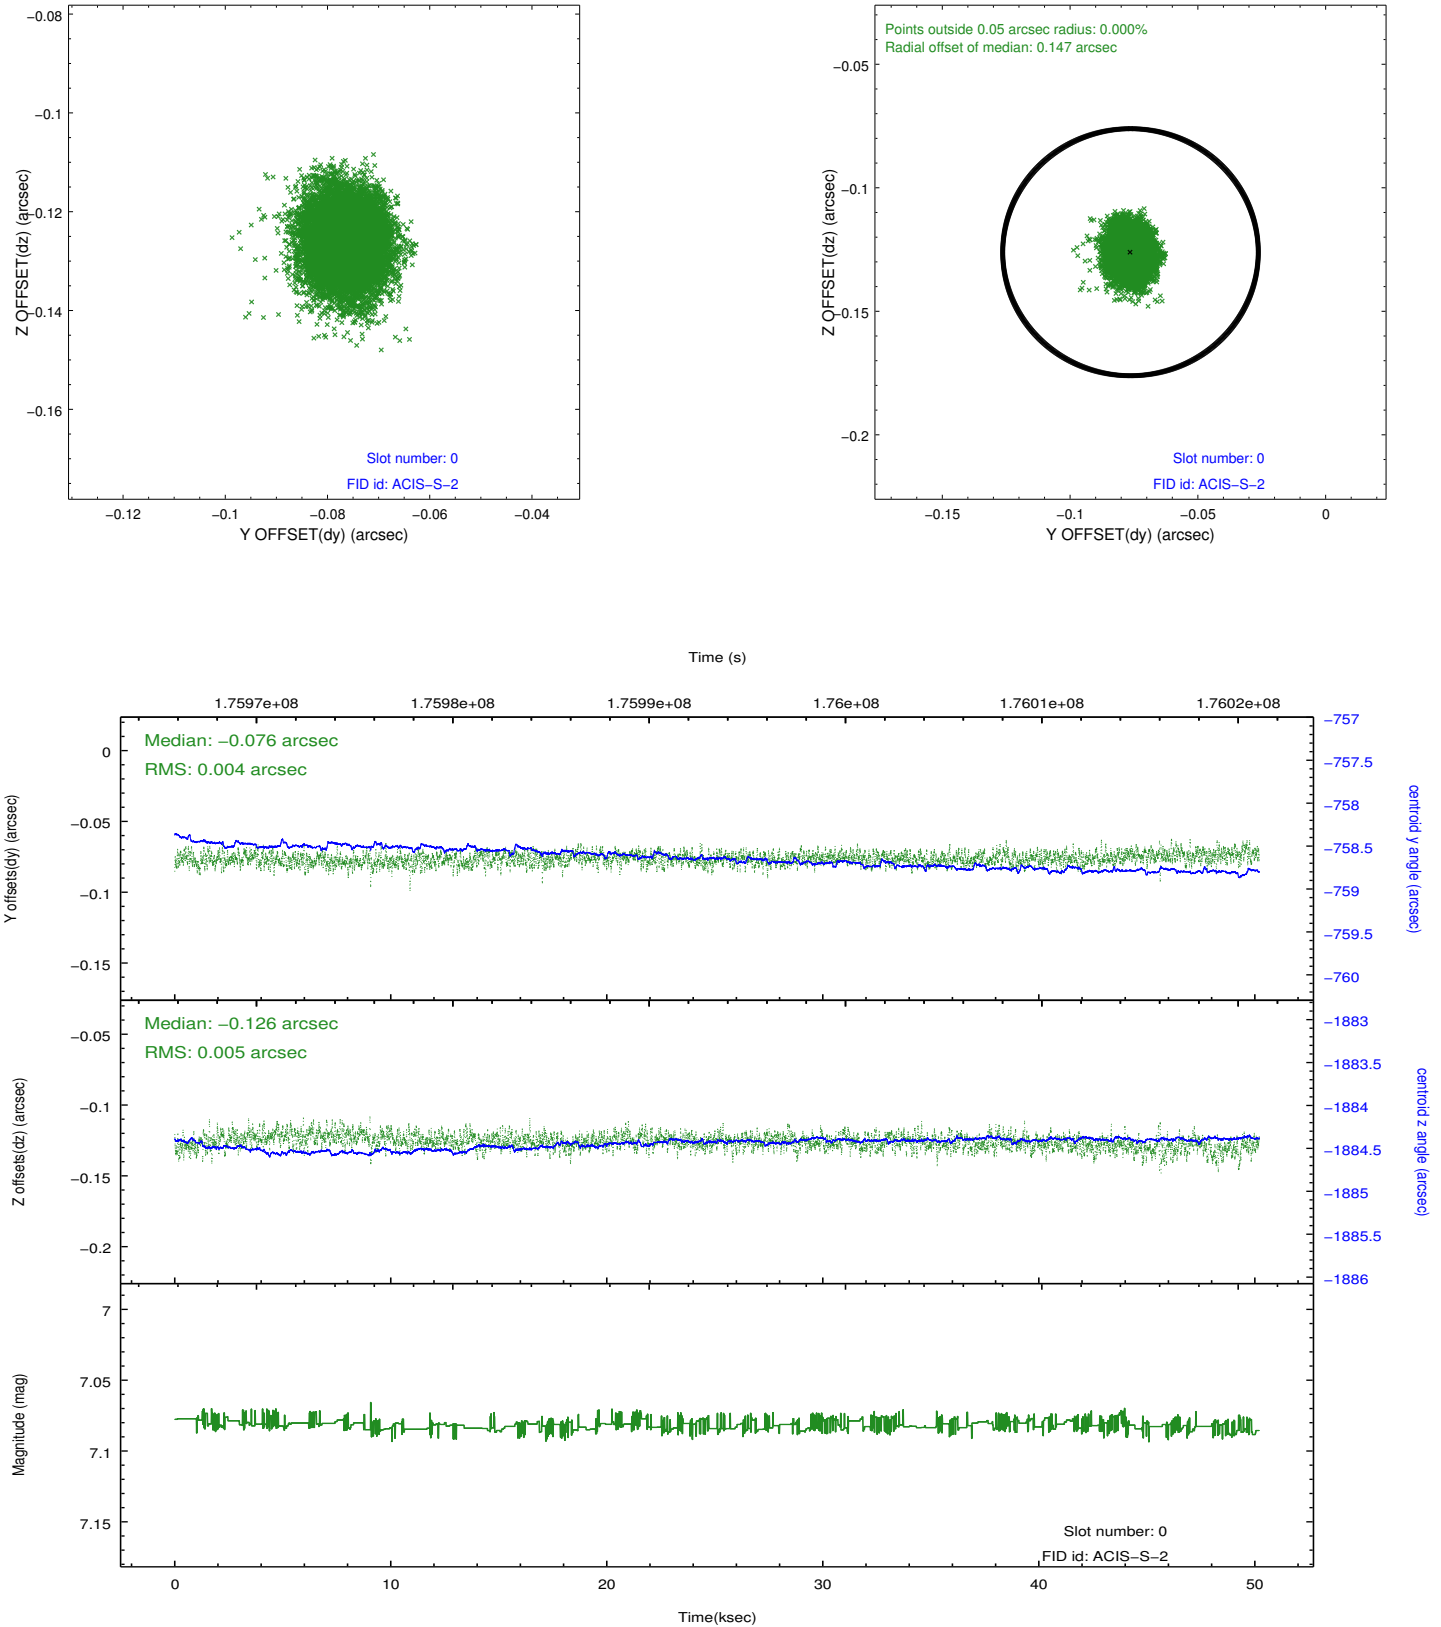 −0.08
−0.1
−0.12
−0.14
−0.16
Z OFFSET(dz) (arcsec)
Slot number: 0
FID id: ACIS−S−2
−0.12
−0.1
−0.08
−0.06
−0.04
Y OFFSET(dy) (arcsec)
Points outside 0.05 arcsec radius: 0.000%
Radial offset of median: 0.147 arcsec
−0.05
−0.1
−0.15
−0.2
Z OFFSET(dz) (arcsec)
Slot number: 0
FID id: ACIS−S−2
−0.15
−0.1
−0.05
0
Y OFFSET(dy) (arcsec)
Time (s)
1.7597e+08
1.7598e+08
1.7599e+08
1.76e+08
1.7601e+08
1.7602e+08
Median: −0.076 arcsec
RMS: 0.004 arcsec
0
−0.05
−0.1
−0.15
Y offsets(dy) (arcsec)
−757
−757.5
−758
−758.5
−759
−759.5
−760
centroid y angle (arcsec)
Median: −0.126 arcsec
RMS: 0.005 arcsec
−0.05
−0.1
−0.15
−0.2
Z offsets(dz) (arcsec)
−1883
−1883.5
−1884
−1884.5
−1885
−1885.5
−1886
centroid z angle (arcsec)
7
7.05
7.1
7.15
Magnitude (mag)
Slot number: 0
FID id: ACIS−S−2
0
10
20
30
40
50
Time(ksec)